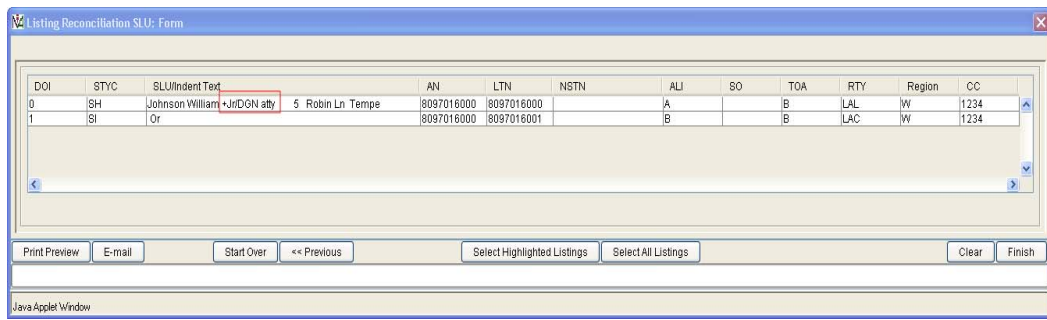 Listing Reconciliation SLU: Form
DOI STYC SLU/Indent Text AN LTN NSTN ALI SO TOA RTY Region CC
0 SH Johnson William +Jr/DGN atty 5 Robin Ln Tempe 8097016000 8097016000 A B LAL W 1234
1 SI Or 8097016000 8097016001 B B LAC W 1234
Print Preview E-mail Start Over << Previous Select Highlighted Listings Select All Listings Clear Finish
Java Applet Window